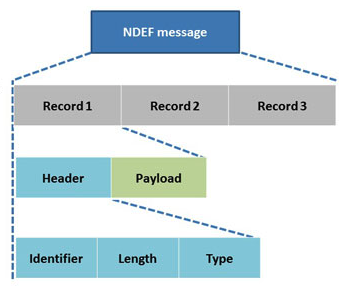 NDEF message
Record 1 Record 2 Record 3
Header Payload
Identifier Length Type